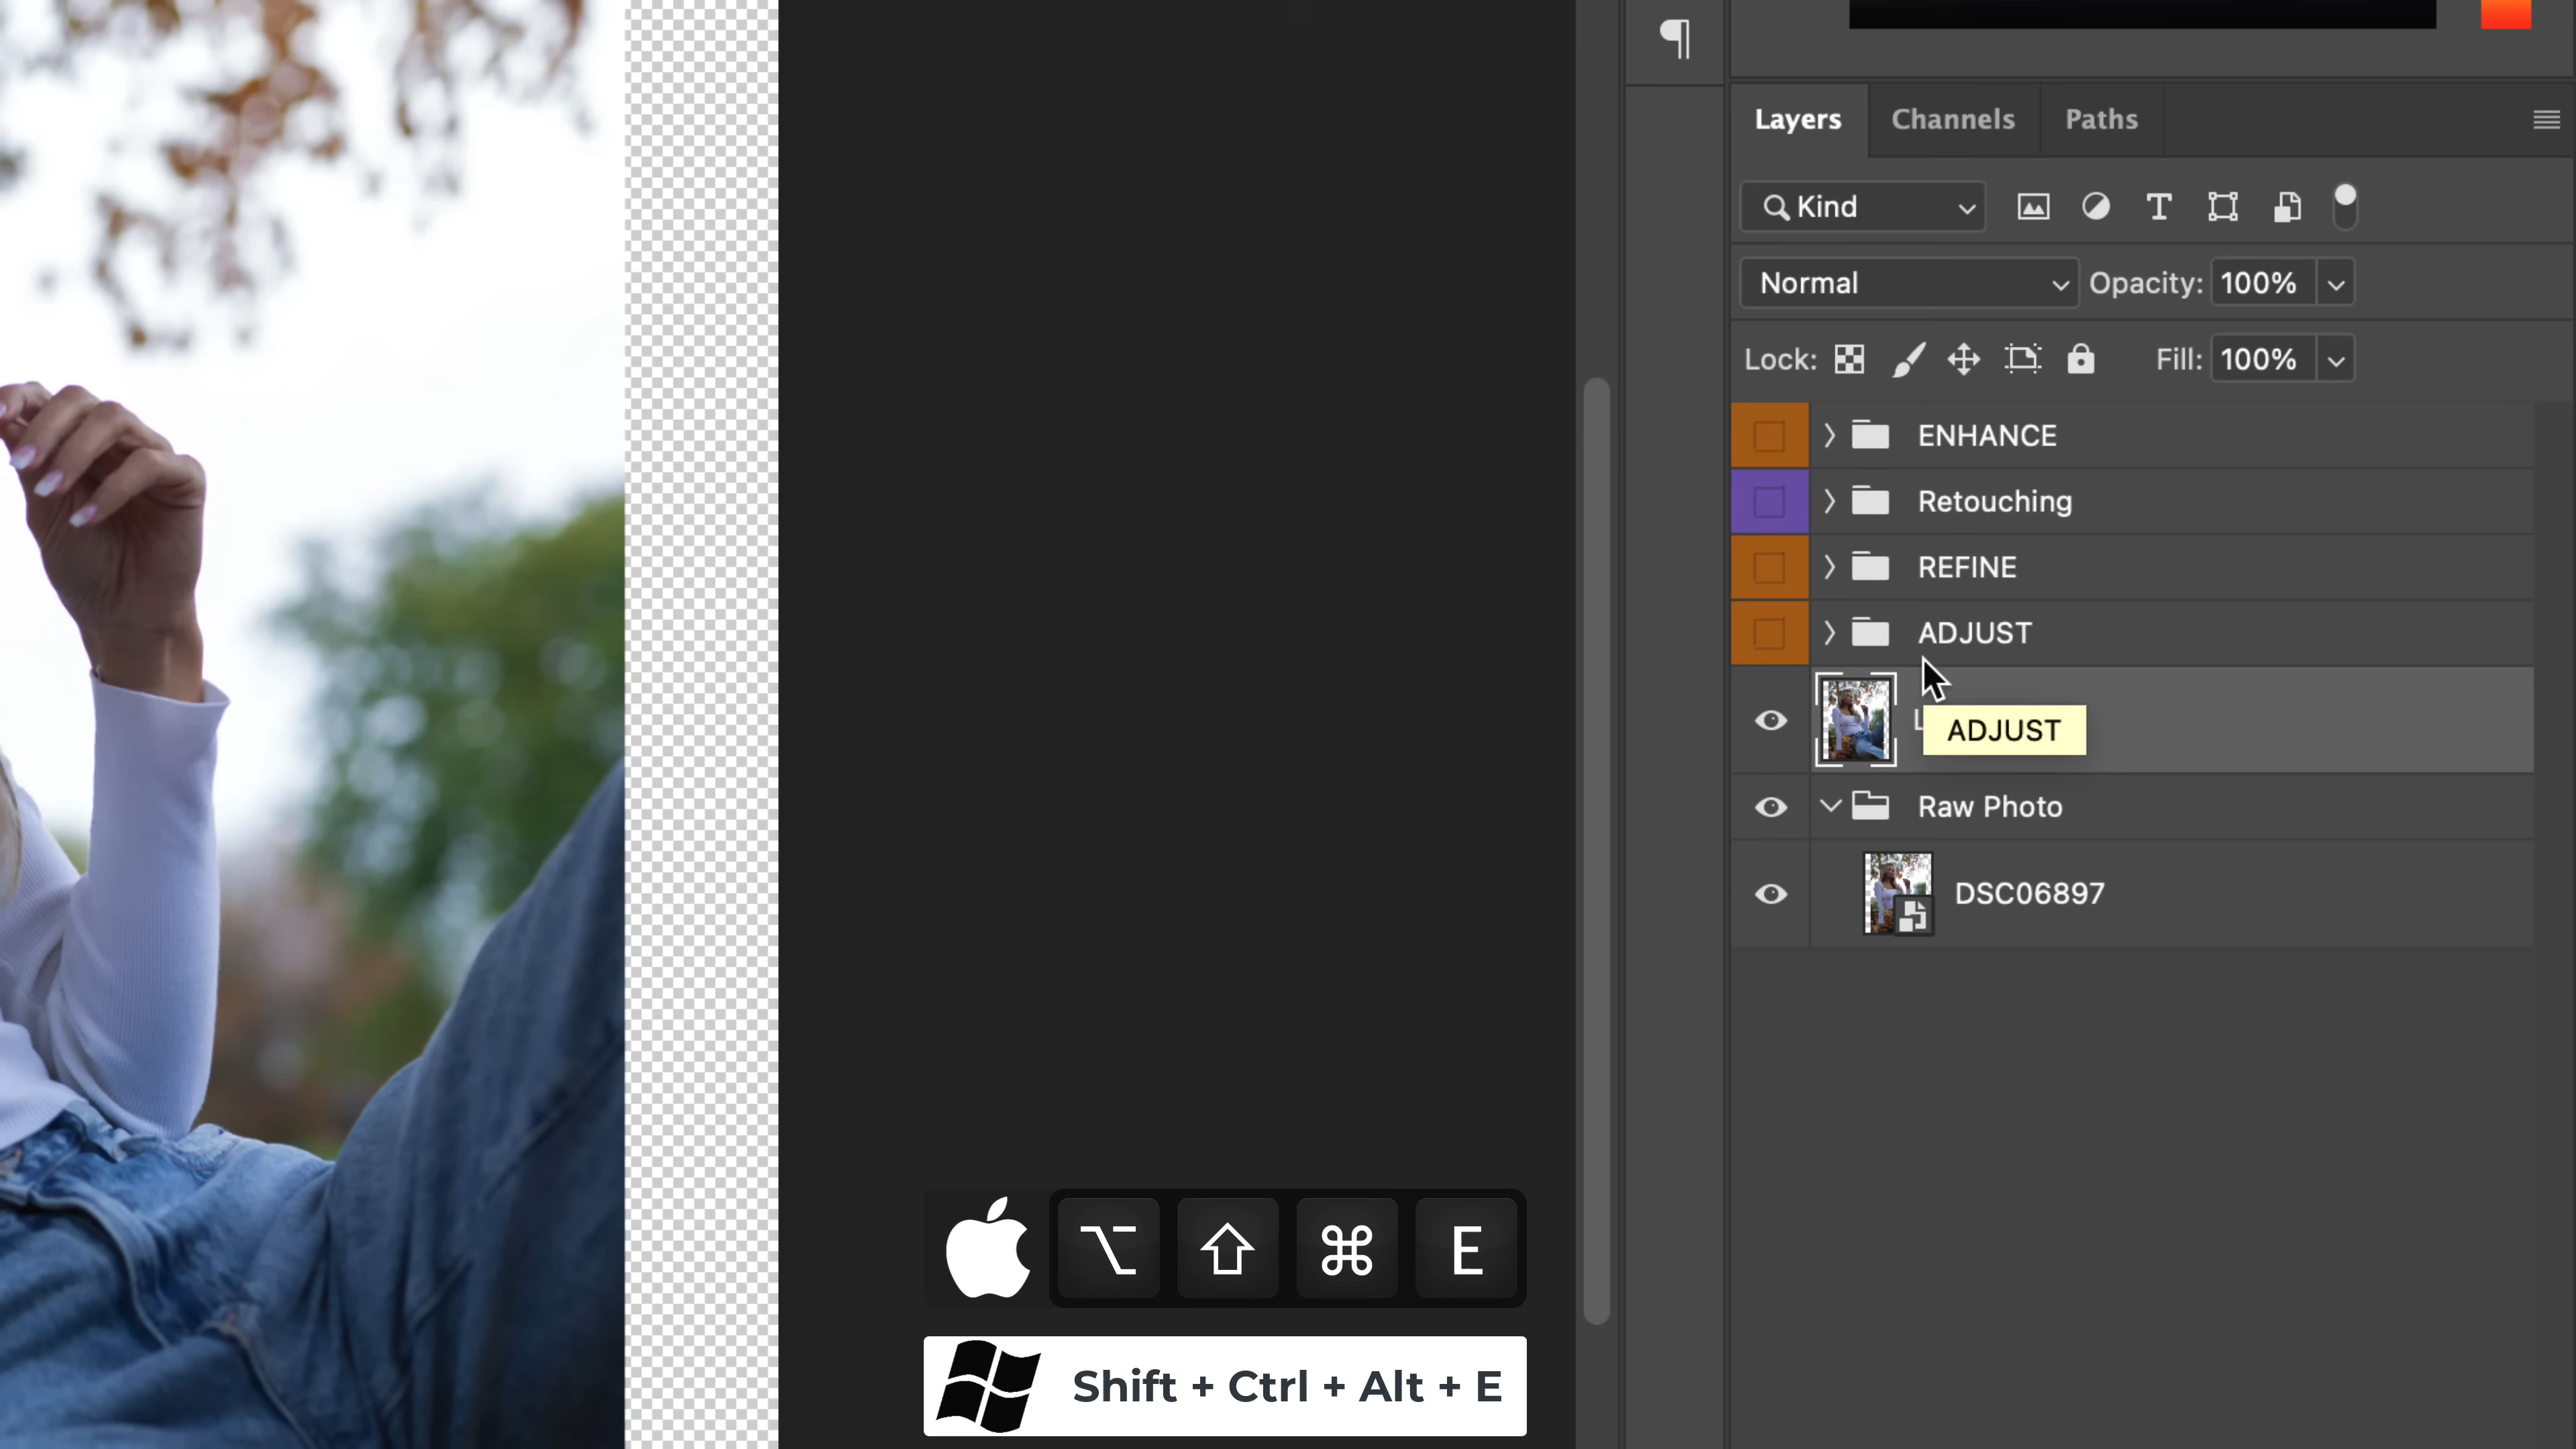 Layers Channels Paths
Kind
Normal Opacity: 100%
Lock: Fill: 100%
ENHANCE
Retouching
REFINE
ADJUST
ADJUST
Raw Photo
DSC06897
E
Shift + Ctrl + Alt + E